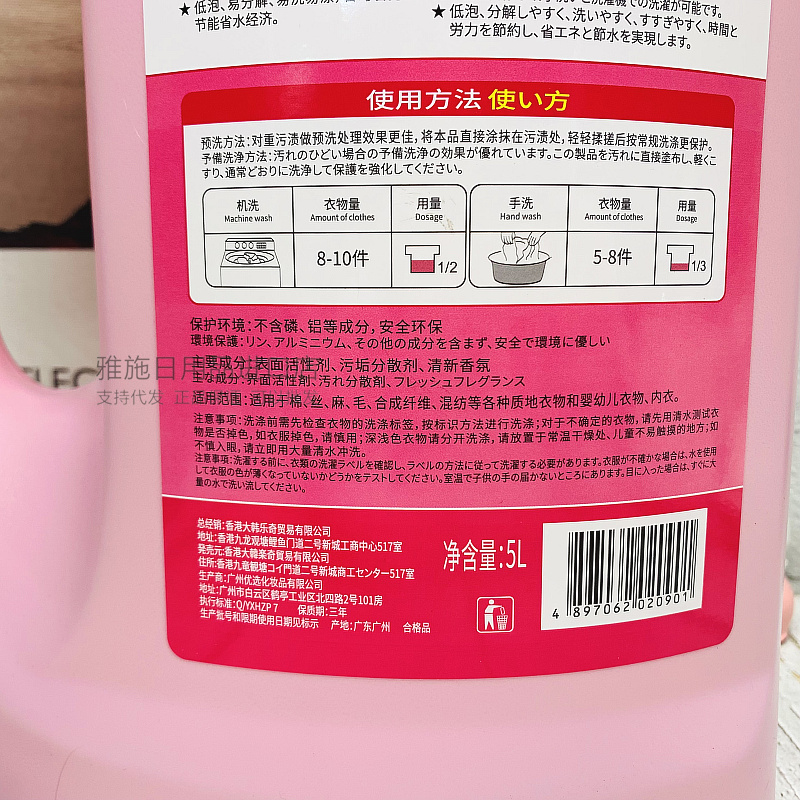 ★ 低泡、易分解、易洗易漂，
节能省水经济。
洗濯機での洗濯が可能です。
★ 低泡、分解しやすく、洗いやすく、すすぎやすく、時間と
労力を節約し、省エネと節水を実現します。
使用方法 使い方
预洗方法：对重污渍做预洗处理效果更佳，将本品直接涂抹在污渍处，轻轻揉搓后按常规洗涤更保护。
予備洗浄方法：汚れのひどい場合の予備洗浄の効果が優れています。この製品を汚れに直接塗布し、軽くこ
すり、通常どおりに洗浄して保護を強化してください。
机洗 衣物量 用量 手洗 衣物量 用量
Machine wash Amount of clothes Dosage Hand wash Amount of clothes Dosage
8-10件 1/2 5-8件 1/3
保护环境：不含磷、铝等成分，安全环保
環境保護：リン、アルミニウム、その他の成分を含まず、安全で環境に優しい
主要成分：表面活性剂、污垢分散剂、清新香氛
主な成分：界面活性剤、汚れ分散剤、フレッシュフレグランス
适用范围：适用于棉、丝、麻、毛、合成纤维、混纺等各种质地衣物和婴幼儿衣物、内衣。
注意事项：洗涤前需先检查衣物的洗涤标签，按标识方法进行洗涤；对于不确定的衣物，请先用清水测试衣
物是否掉色，如衣服掉色，请慎用；深浅色衣物请分开洗涤，请放置于常温干燥处、儿童不易触摸的地方；如
不慎入眼，请立即用大量清水冲洗。
注意事項：洗濯する前に、衣類の洗濯ラベルを確認し、ラベルの方法に従って洗濯する必要があります。衣服が不確かな場合は、水を使用
して衣服の色が薄くなっていないかどうかをテストしてください。室温で子供の手の届かないところにあります。目に入った場合は、すぐに大
量の水で洗い流してください。
总经销：香港大韩乐奇贸易有限公司
地址：香港九龙观塘鲤鱼门道二号新城工商中心517室
発売元：香港大韓楽奇貿易有限公司
住所：香港九竜観塘コイ門道二号新城商工センター517室
生产商：广州优选化妆品有限公司
广州市白云区鹤亭工业区北四路2号101房
执行标准：Q/YXHZP 7 保质期：三年
生产批号和限期使用日期见标示 产地：广东广州 合格品
净含量：5L
4 897062 020901
雅施日用
支持代发